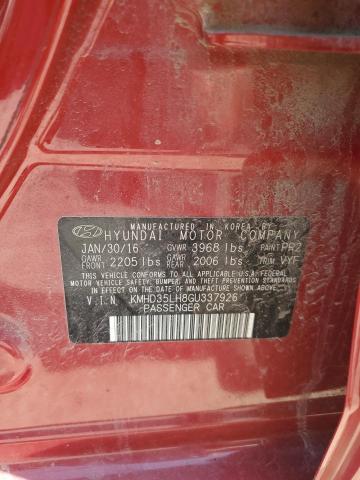 MANUFACTURED IN KOREA BY
HYUNDAI MOTOR COMPANY
JAN/30/16 GVWR 3968 lbs PAINT PR2
GAWR FRONT 2205 lbs GAWR REAR 2006 lbs TRIM VYF
THIS VEHICLE CONFORMS TO ALL APPLICABLE U.S.A FEDERAL
MOTOR VEHICLE SAFETY, BUMPER, AND THEFT PREVENTION
STANDARDS IN EFFECT ON THE DATE OF MANUFACTURE SHOWN ABOVE.
V.I.N. KMHD35LH8GU337926
PASSENGER CAR